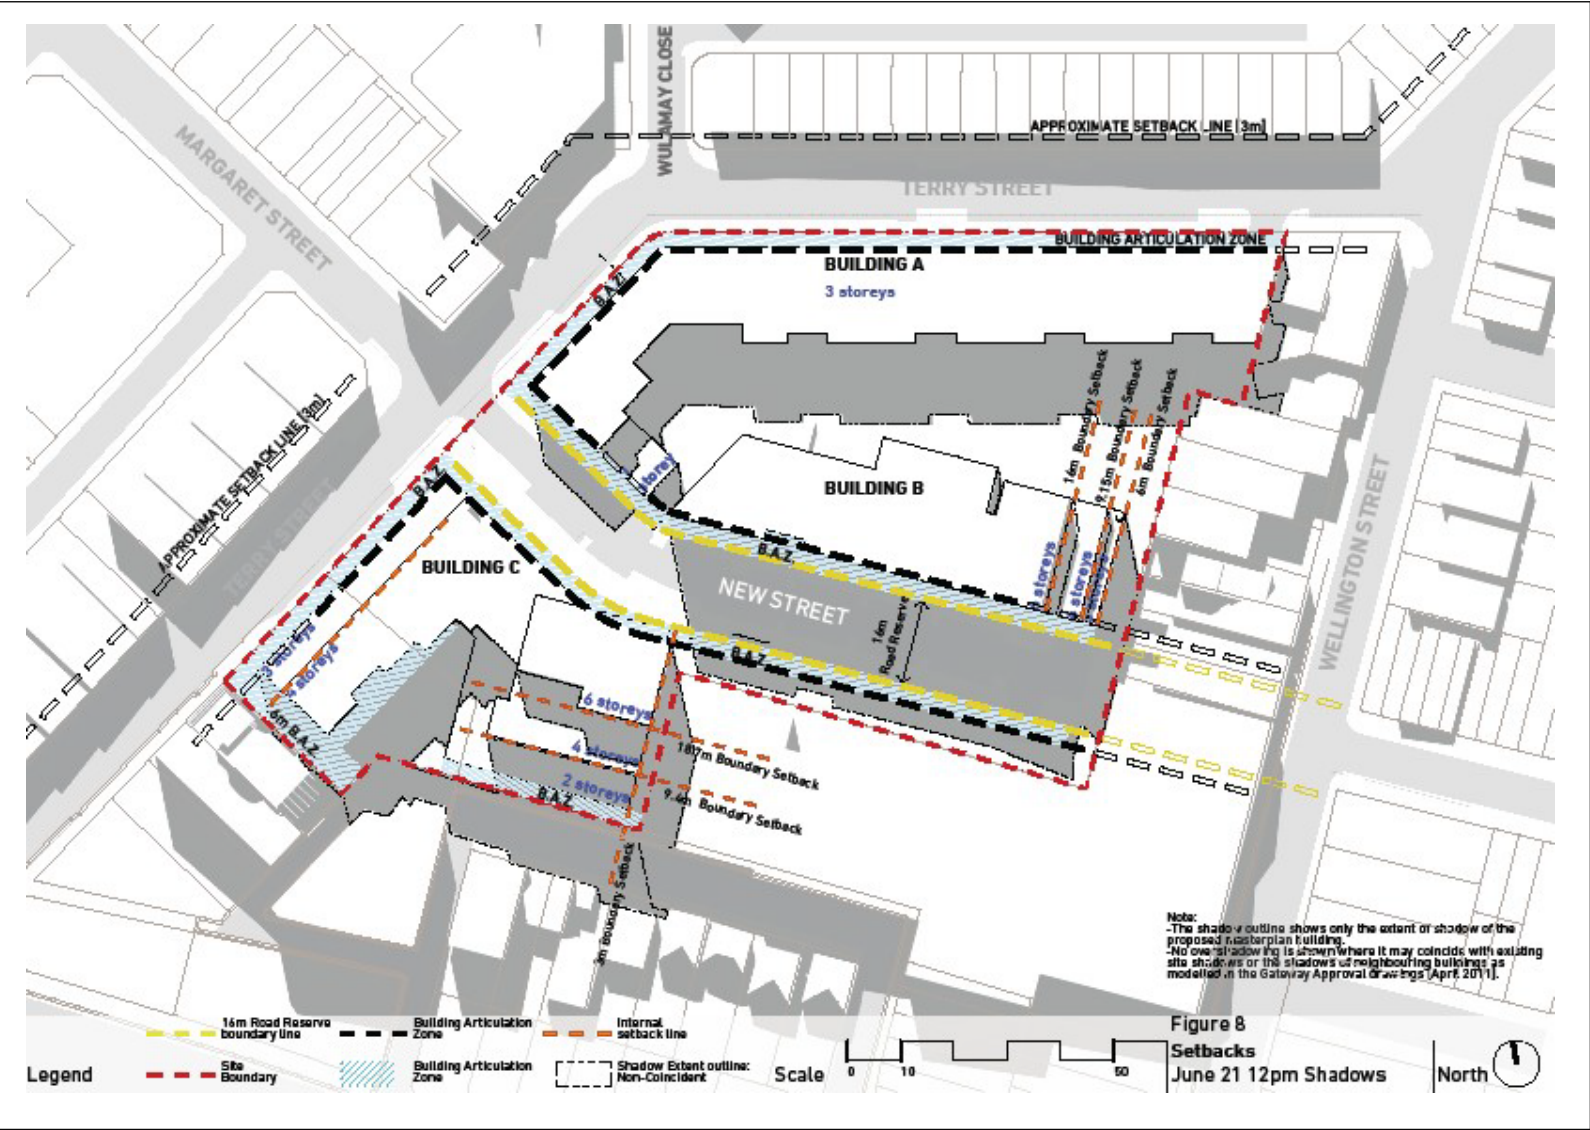 WULUMAY CLOSE
MARGARET STREET
APPROXIMATE SETBACK LINE [3m]
TERRY STREET
BUILDING ARTICULATION ZONE
BUILDING A
3 storeys
B.A.Z
16m Boundary Setback
9.15m Boundary Setback
6m Boundary Setback
APPROXIMATE SETBACK LINE [3m]
TERRY STREET
B.A.Z
storey
BUILDING B
WELLINGTON STREET
BUILDING C
B.A.Z
NEW STREET
storeys
storeys
16m
Road Reserve
B.A.Z
3 storeys
4 storeys
6m B.A.Z
6 storeys
4 storeys
2 storeys
B.A.Z
18.7m Boundary Setback
9.4m Boundary Setback
3m Boundary Setback
Note:
-The shadow outline shows only the extent of shadow of the
proposed masterplan building.
-No overshadowing is shown where it may coincide with existing
site shadows or the shadows of neighbouring buildings as
modelled in the Gateway Approval drawings [April 2011].
Legend
16m Road Reserve
boundary line
Building Articulation
Zone
Internal
setback line
Site
Boundary
Building Articulation
Zone
Shadow Extent outline:
Non-Coincident
Scale
0 10 50
Figure 8
Setbacks
June 21 12pm Shadows
North